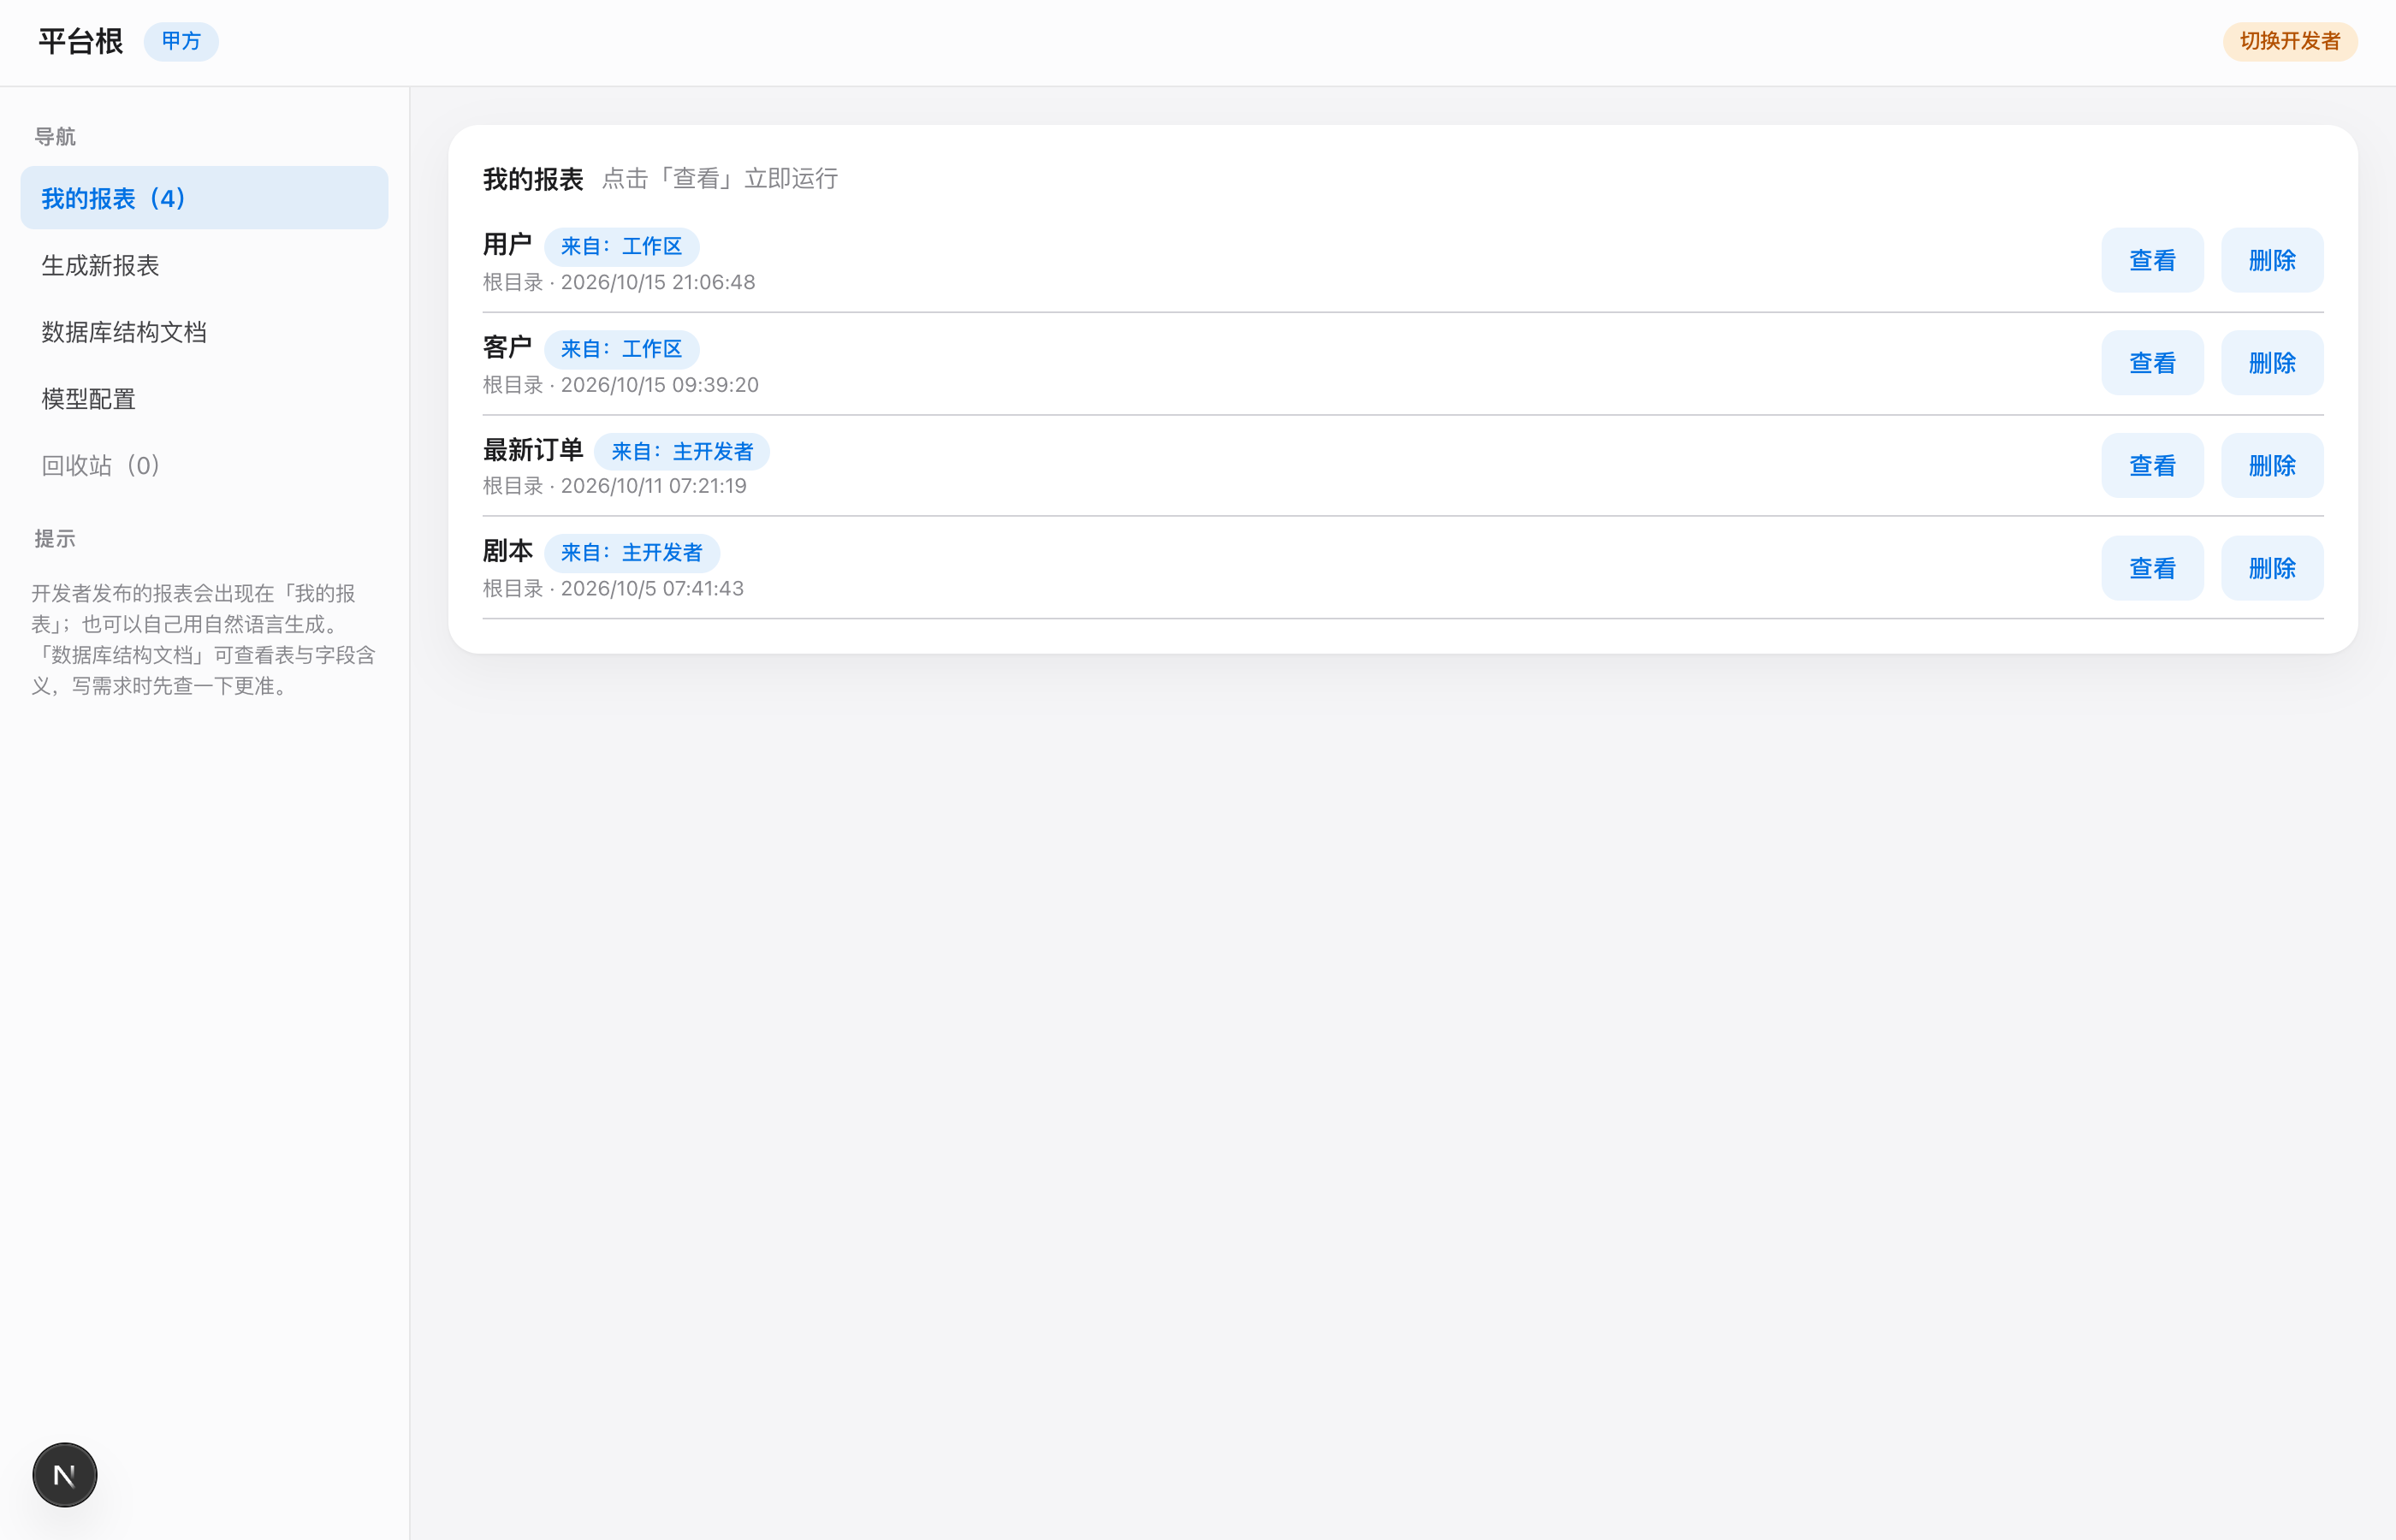 平台根
甲方
切换开发者
导航
我的报表（4）
生成新报表
数据库结构文档
模型配置
回收站（0）
提示
开发者发布的报表会出现在「我的报
表」；也可以自己用自然语言生成。
「数据库结构文档」可查看表与字段含
义，写需求时先查一下更准。
N
我的报表 点击「查看」立即运行
用户 来自：工作区
根目录 · 2026/10/15 21:06:48
查看 删除
客户 来自：工作区
根目录 · 2026/10/15 09:39:20
查看 删除
最新订单 来自：主开发者
根目录 · 2026/10/11 07:21:19
查看 删除
剧本 来自：主开发者
根目录 · 2026/10/5 07:41:43
查看 删除